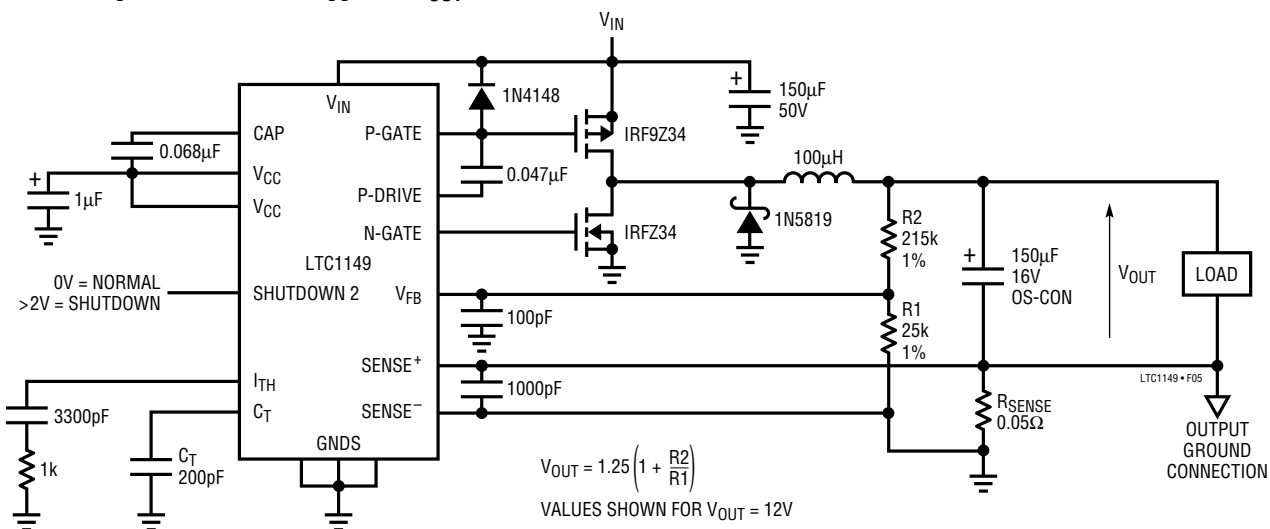 V_IN
1N4148
+
150µF
50V
V_IN
CAP
P-GATE
IRF9Z34
0.068µF
100µH
+
V_CC
0.047µF
1µF
V_CC
P-DRIVE
1N5819
R2
215k
1%
N-GATE
IRFZ34
+
150µF
16V
OS-CON
V_OUT
LOAD
LTC1149
0V = NORMAL
>2V = SHUTDOWN
SHUTDOWN 2
V_FB
100pF
R1
25k
1%
SENSE+
LTC1149 • F05
I_TH
1000pF
3300pF
C_T
SENSE−
R_SENSE
0.05Ω
OUTPUT
GROUND
CONNECTION
GNDS
1k
C_T
200pF
V_OUT = 1.25 (1 + R2/R1)
VALUES SHOWN FOR V_OUT = 12V